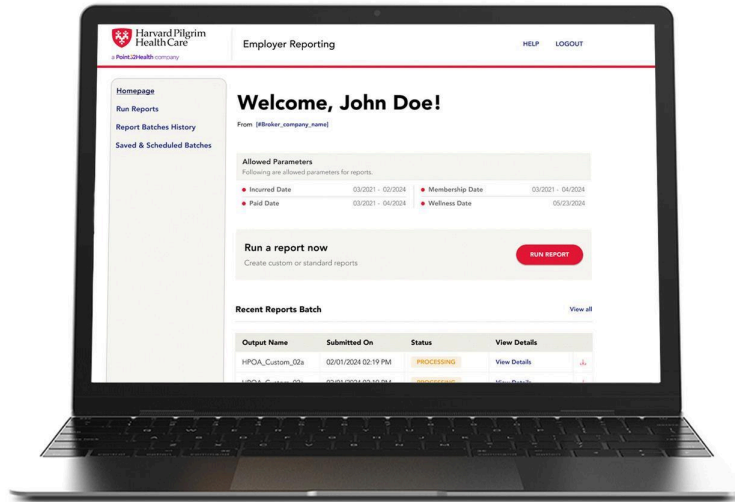 Harvard Pilgrim
Health Care
a Point32Health company
Employer Reporting
HELP LOGOUT
Homepage
Run Reports
Report Batches History
Saved & Scheduled Batches
Welcome, John Doe!
From [#Broker_company_name]
Allowed Parameters
Following are allowed parameters for reports.
Incurred Date 03/2021 - 02/2024 Membership Date 03/2021 - 04/2024
Paid Date 03/2021 - 04/2024 Wellness Date 05/23/2024
Run a report now
Create custom or standard reports
RUN REPORT
Recent Reports Batch View all
Output Name Submitted On Status View Details
HPOA_Custom_02a 02/01/2024 02:19 PM PROCESSING View Details